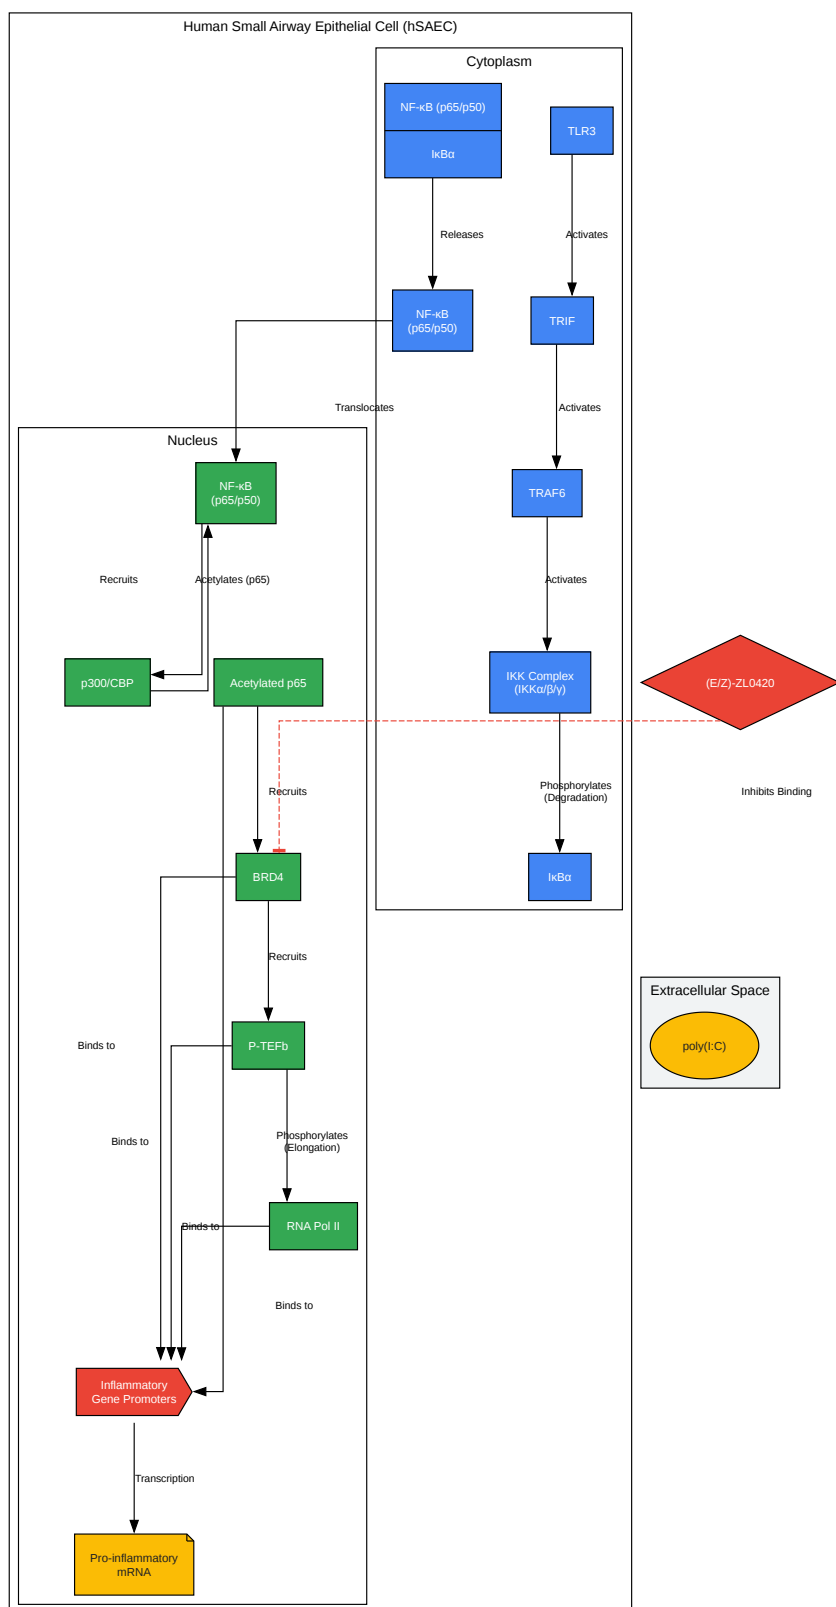 Human Small Airway Epithelial Cell (hSAEC)
Cytoplasm
NF-κB (p65/p50)
IκBα
TLR3
Releases
Activates
NF-κB
(p65/p50)
TRIF
Translocates
Activates
Nucleus
NF-κB
(p65/p50)
TRAF6
Recruits
Acetylates (p65)
Activates
p300/CBP
Acetylated p65
IKK Complex
(IKKα/β/γ)
(E/Z)-ZL0420
Recruits
Phosphorylates
(Degradation)
Inhibits Binding
BRD4
IκBα
Recruits
Extracellular Space
poly(I:C)
Binds to
P-TEFb
Binds to
Phosphorylates
(Elongation)
Binds to
RNA Pol II
Binds to
Inflammatory
Gene Promoters
Transcription
Pro-inflammatory
mRNA